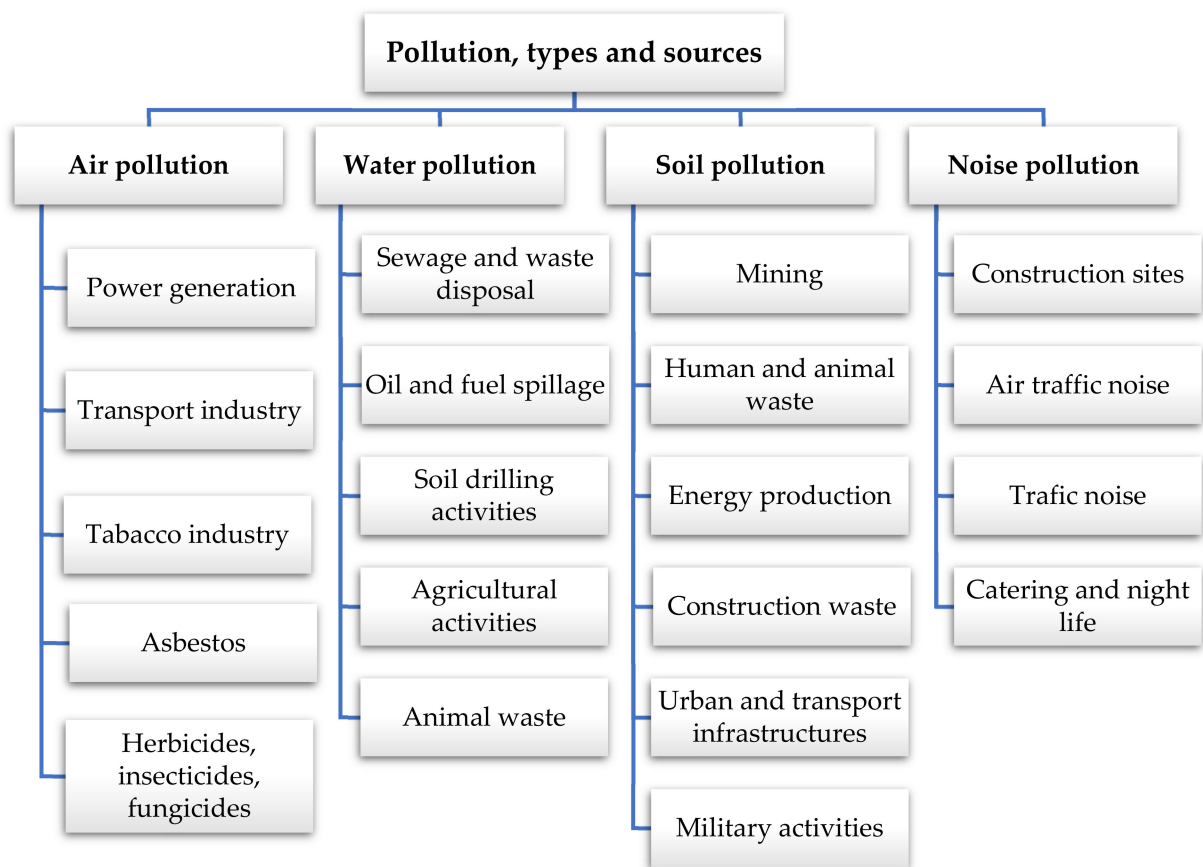 Pollution, types and sources
Air pollution
Power generation
Transport industry
Tabacco industry
Asbestos
Herbicides,
insecticides,
fungicides
Water pollution
Sewage and waste
disposal
Oil and fuel spillage
Soil drilling
activities
Agricultural
activities
Animal waste
Soil pollution
Mining
Human and animal
waste
Energy production
Construction waste
Urban and transport
infrastructures
Military activities
Noise pollution
Construction sites
Air traffic noise
Trafic noise
Catering and night
life